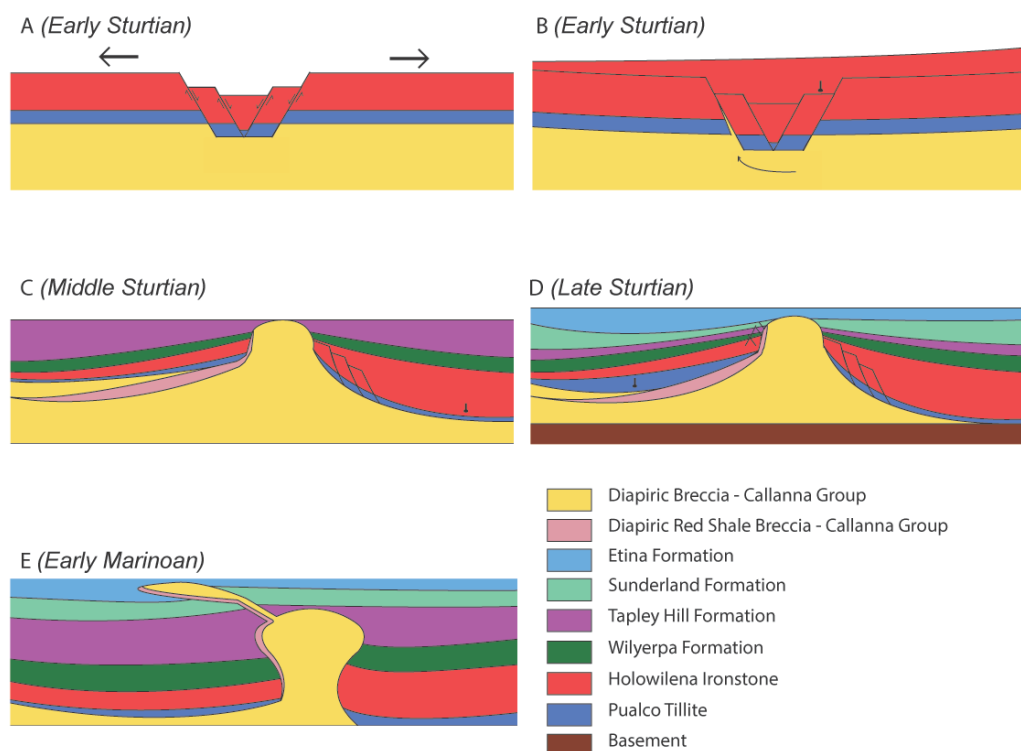 A (Early Sturtian)
B (Early Sturtian)
C (Middle Sturtian)
D (Late Sturtian)
E (Early Marinoan)
Diapiric Breccia - Callanna Group
Diapiric Red Shale Breccia - Callanna Group
Etina Formation
Sunderland Formation
Tapley Hill Formation
Wilyerpa Formation
Holowilena Ironstone
Pualco Tillite
Basement